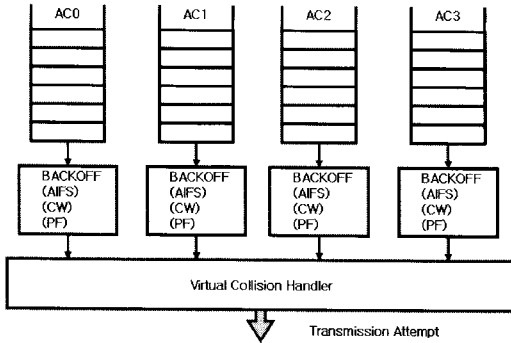 AC0 AC1 AC2 AC3
BACKOFF
(AIFS)
(CW)
(PF)
BACKOFF
(AIFS)
(CW)
(PF)
BACKOFF
(AIFS)
(CW)
(PF)
BACKOFF
(AIFS)
(CW)
(PF)
Virtual Collision Handler
Transmission Attempt